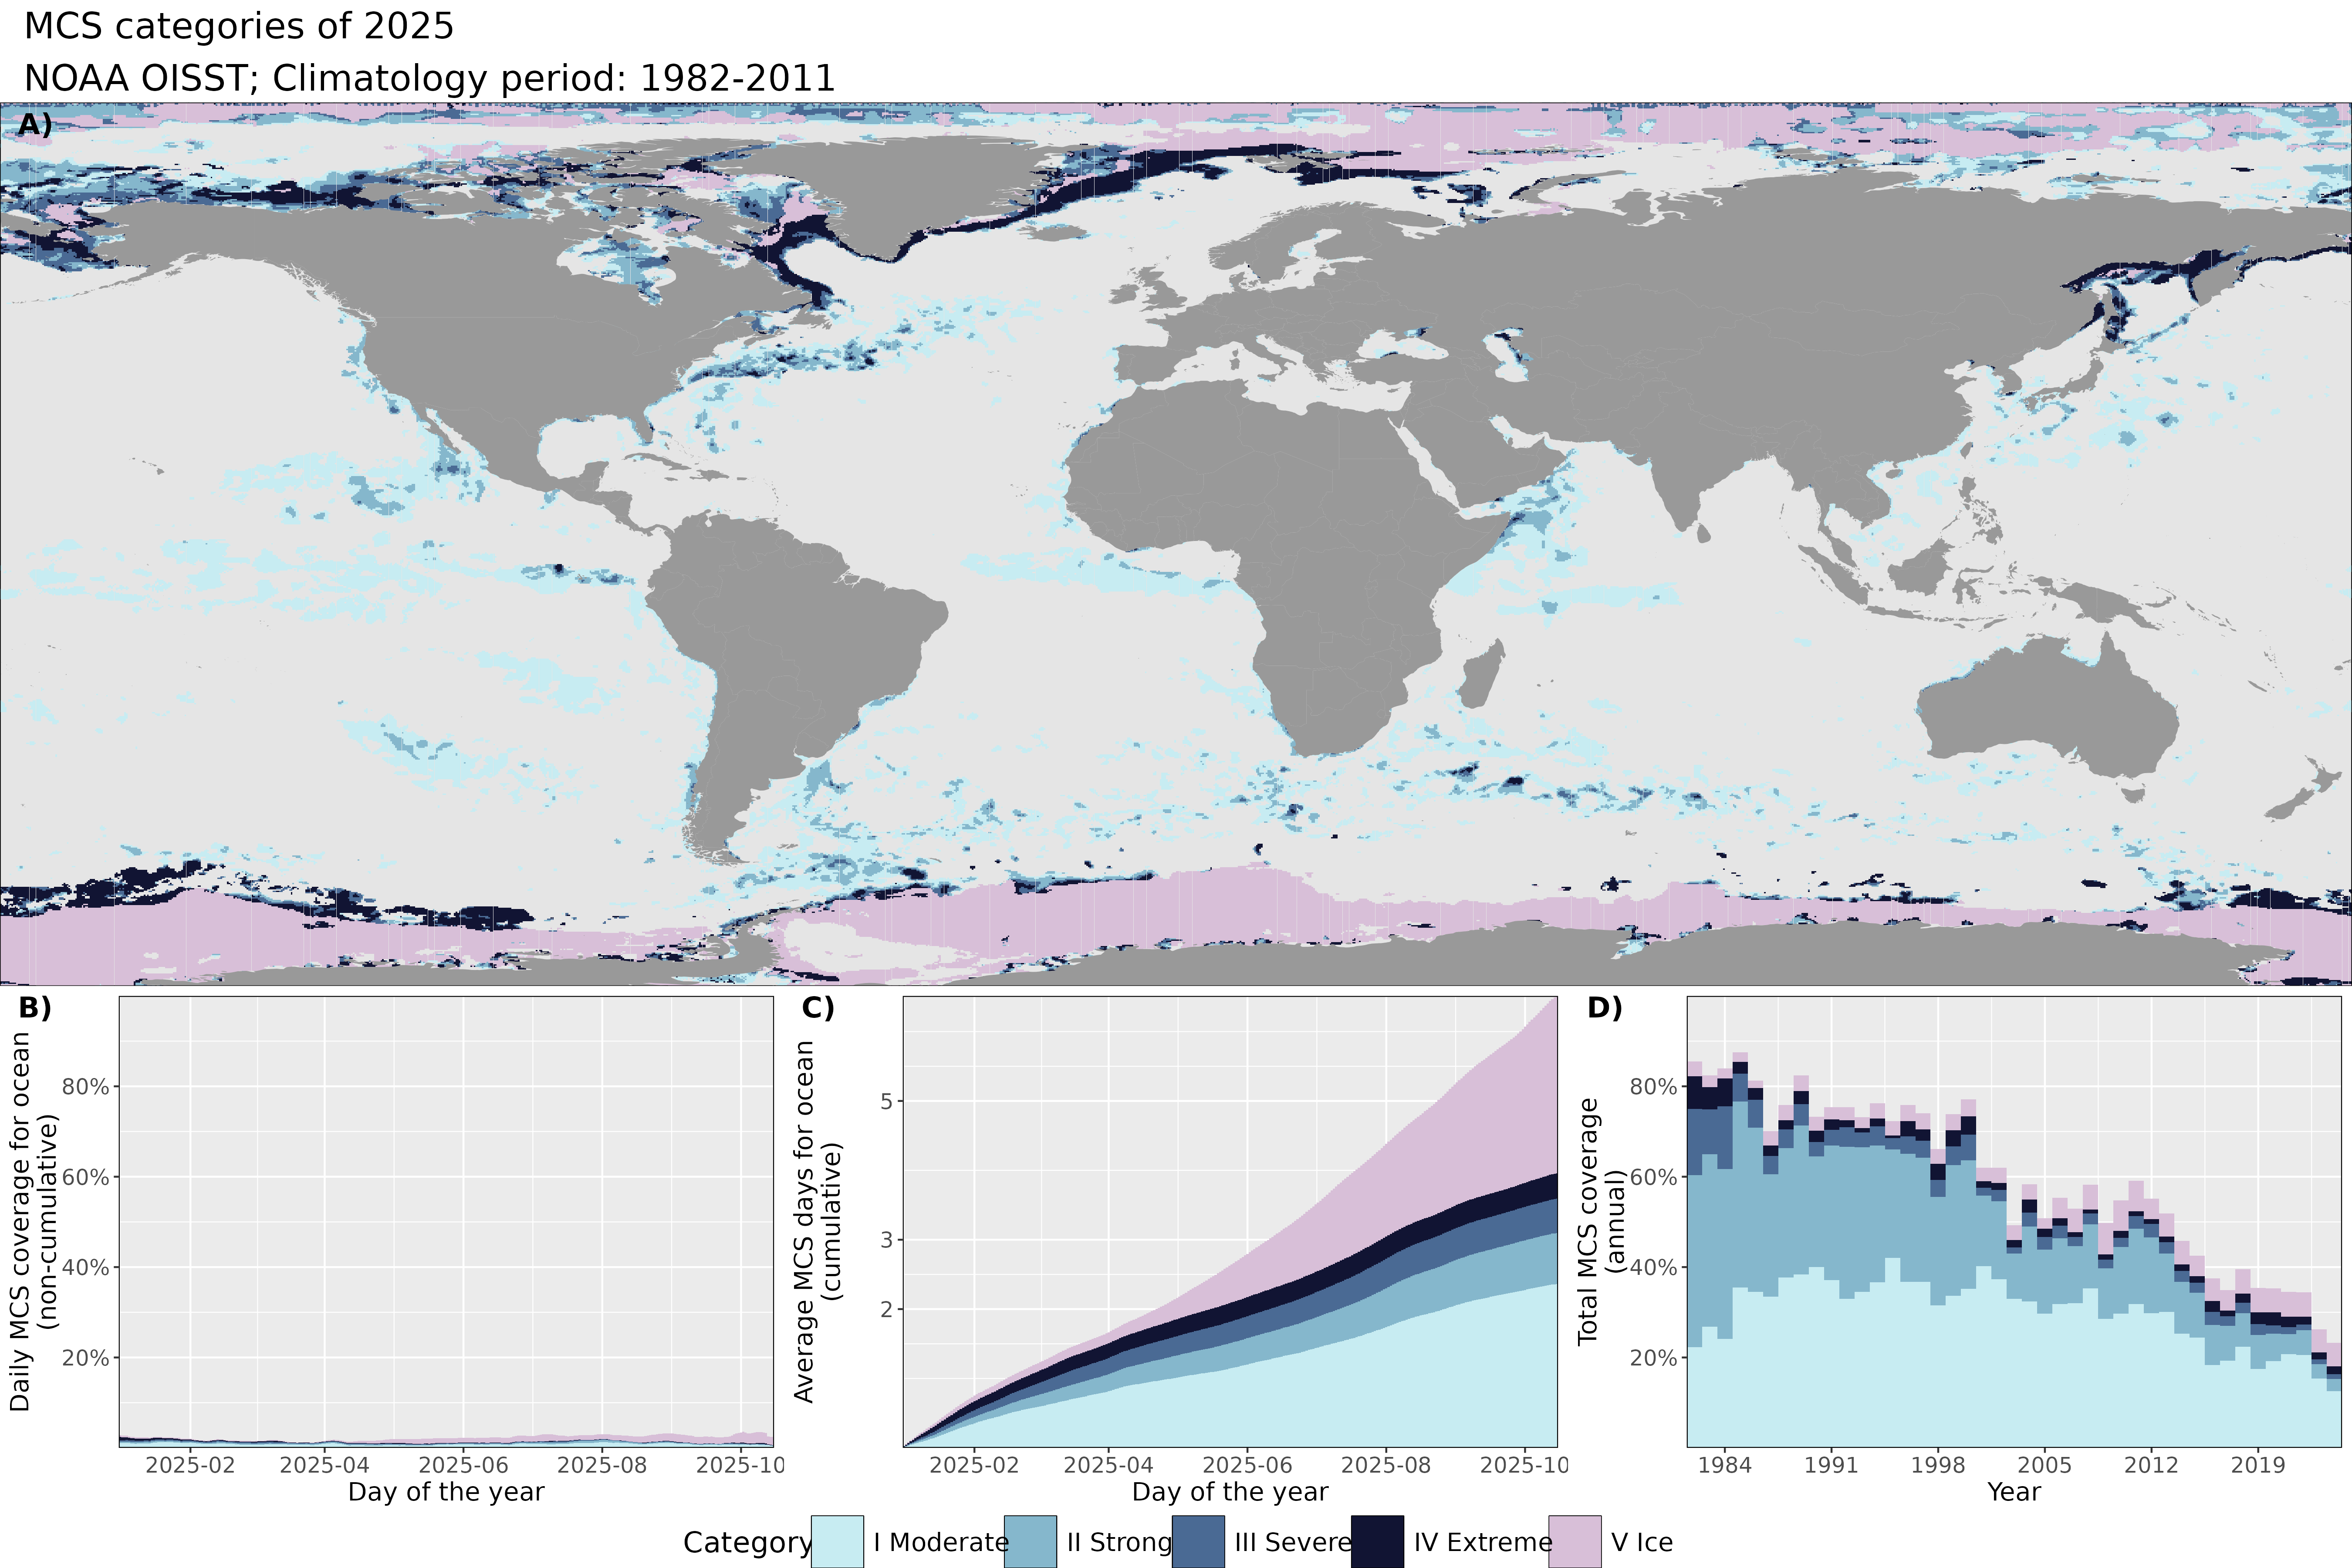 MCS categories of 2025
NOAA OISST; Climatology period: 1982-2011
A)
B)
Daily MCS coverage for ocean
(non-cumulative)
80%
60%
40%
20%
2025-02 2025-04 2025-06 2025-08 2025-10
Day of the year
C)
Average MCS days for ocean
(cumulative)
5
3
2
2025-02 2025-04 2025-06 2025-08 2025-10
Day of the year
D)
Total MCS coverage
(annual)
80%
60%
40%
20%
1984 1991 1998 2005 2012 2019
Year
Category I Moderate II Strong III Severe IV Extreme V Ice